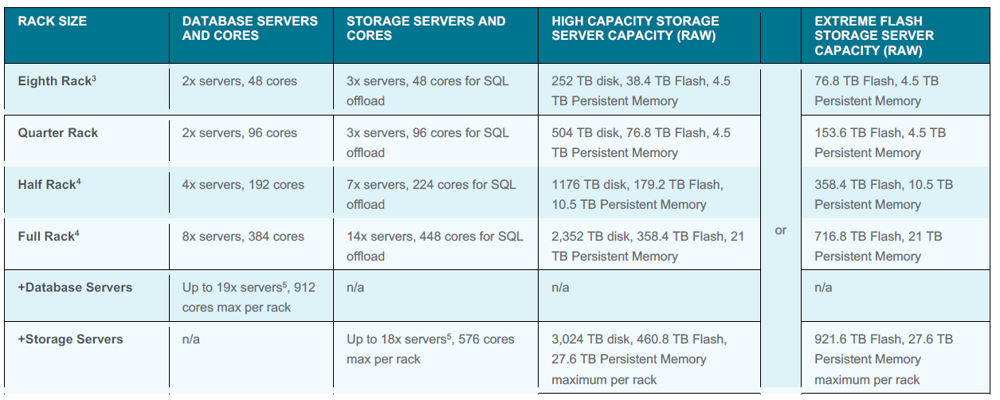 RACK SIZE
DATABASE SERVERS
AND CORES
STORAGE SERVERS AND
CORES
HIGH CAPACITY STORAGE
SERVER CAPACITY (RAW)
EXTREME FLASH
STORAGE SERVER
CAPACITY (RAW)
Eighth Rack³
2x servers, 48 cores
3x servers, 48 cores for SQL
offload
252 TB disk, 38.4 TB Flash, 4.5
TB Persistent Memory
76.8 TB Flash, 4.5 TB
Persistent Memory
Quarter Rack
2x servers, 96 cores
3x servers, 96 cores for SQL
offload
504 TB disk, 76.8 TB Flash, 4.5
TB Persistent Memory
153.6 TB Flash, 4.5 TB
Persistent Memory
Half Rack⁴
4x servers, 192 cores
7x servers, 224 cores for SQL
offload
1176 TB disk, 179.2 TB Flash,
10.5 TB Persistent Memory
358.4 TB Flash, 10.5 TB
Persistent Memory
Full Rack⁴
8x servers, 384 cores
14x servers, 448 cores for SQL
offload
2,352 TB disk, 358.4 TB Flash, 21
TB Persistent Memory
or
716.8 TB Flash, 21 TB
Persistent Memory
+Database Servers
Up to 19x servers⁵, 912
cores max per rack
n/a
n/a
n/a
+Storage Servers
n/a
Up to 18x servers⁵, 576 cores
max per rack
3,024 TB disk, 460.8 TB Flash,
27.6 TB Persistent Memory
maximum per rack
921.6 TB Flash, 27.6 TB
Persistent Memory
maximum per rack